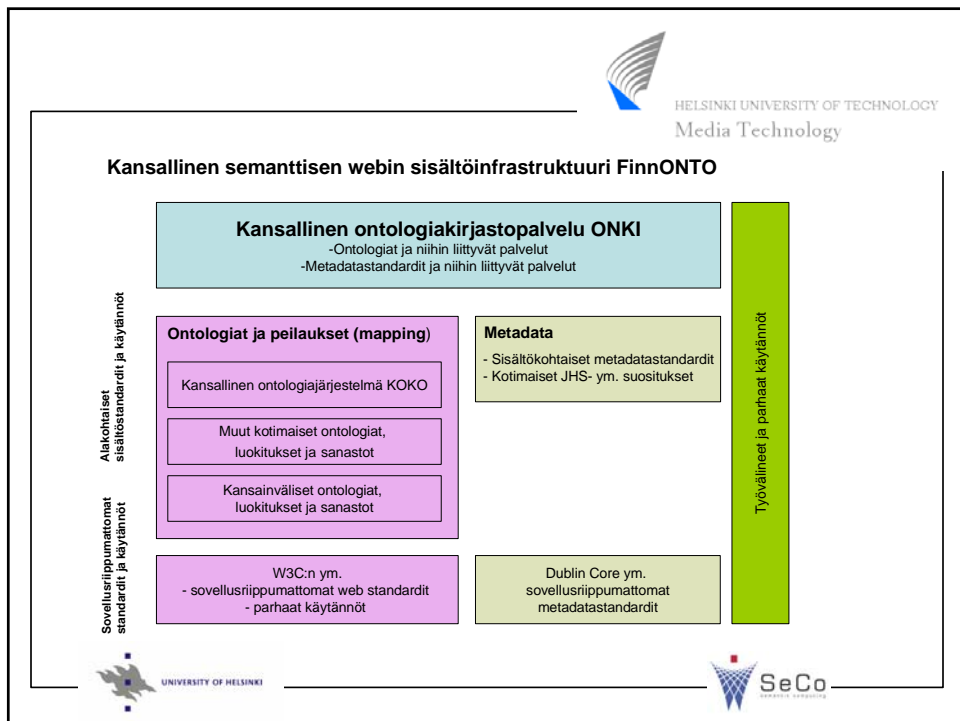 HELSINKI UNIVERSITY OF TECHNOLOGY
Media Technology
Kansallinen semanttisen webin sisältöinfrastruktuuri FinnONTO
Kansallinen ontologiakirjastopalvelu ONKI
-Ontologiat ja niihin liittyvät palvelut
-Metadatastandardit ja niihin liittyvät palvelut
Alakohtaiset
sisältöstandardit ja käytännöt
Ontologiat ja peilaukset (mapping)
Kansallinen ontologiajärjestelmä KOKO
Muut kotimaiset ontologiat,
luokitukset ja sanastot
Kansainväliset ontologiat,
luokitukset ja sanastot
Metadata
- Sisältökohtaiset metadatastandardit
- Kotimaiset JHS- ym. suositukset
Työvälineet ja parhaat käytännöt
Sovellusriippumattomat
standardit ja käytännöt
W3C:n ym.
- sovellusriippumattomat web standardit
- parhaat käytännöt
Dublin Core ym.
sovellusriippumattomat
metadatastandardit
UNIVERSITY OF HELSINKI
SeCo
semantic computing